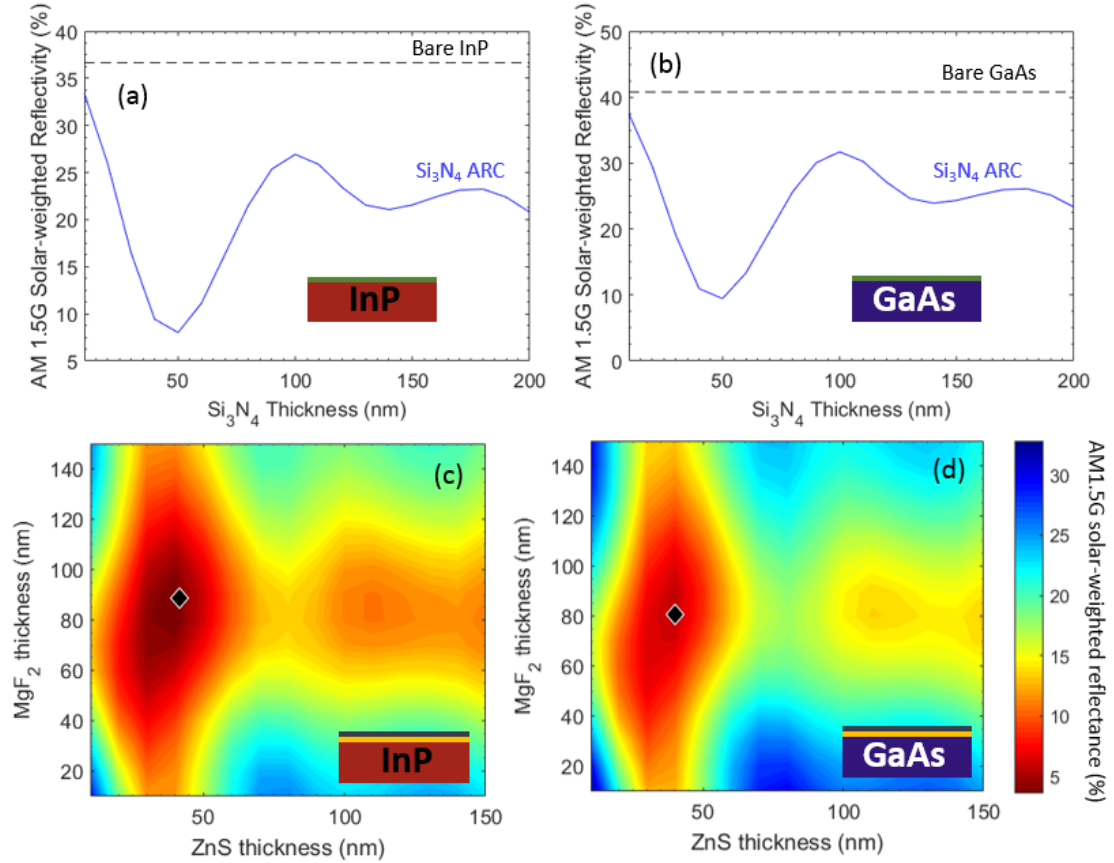 AM 1.5G Solar-weighted Reflectivity (%)
40
35
30
25
20
15
10
5
Bare InP
(a)
Si₃N₄ ARC
InP
50
100
150
200
Si₃N₄ Thickness (nm)
AM 1.5G Solar-weighted Reflectivity (%)
50
40
30
20
10
0
(b)
Bare GaAs
Si₃N₄ ARC
GaAs
50
100
150
200
Si₃N₄ Thickness (nm)
MgF₂ thickness (nm)
140
120
100
80
60
40
20
(c)
InP
50
100
150
ZnS thickness (nm)
MgF₂ thickness (nm)
140
120
100
80
60
40
20
(d)
GaAs
50
100
150
ZnS thickness (nm)
30
25
20
15
10
5
AM1.5G solar-weighted reflectance (%)